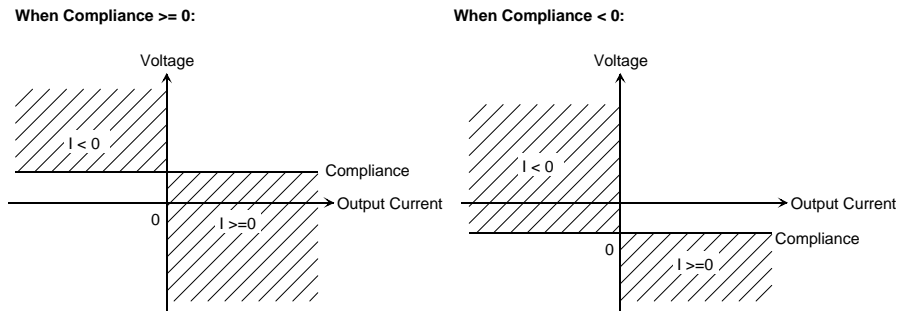 When Compliance >= 0:
Voltage
I < 0
Compliance
Output Current
0
I >=0
When Compliance < 0:
Voltage
I < 0
Output Current
Compliance
0
I >=0